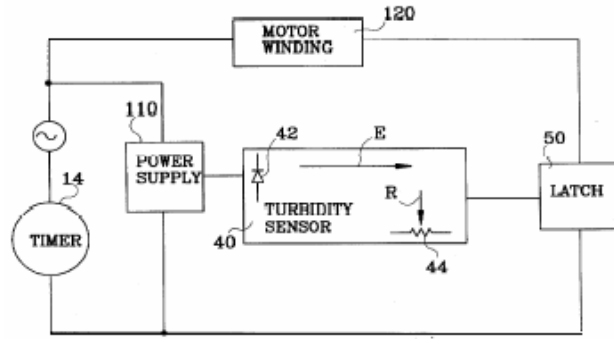 120
MOTOR
WINDING
110
42
E
50
POWER
SUPPLY
14
R
LATCH
TURBIDITY
SENSOR
TIMER
40
44